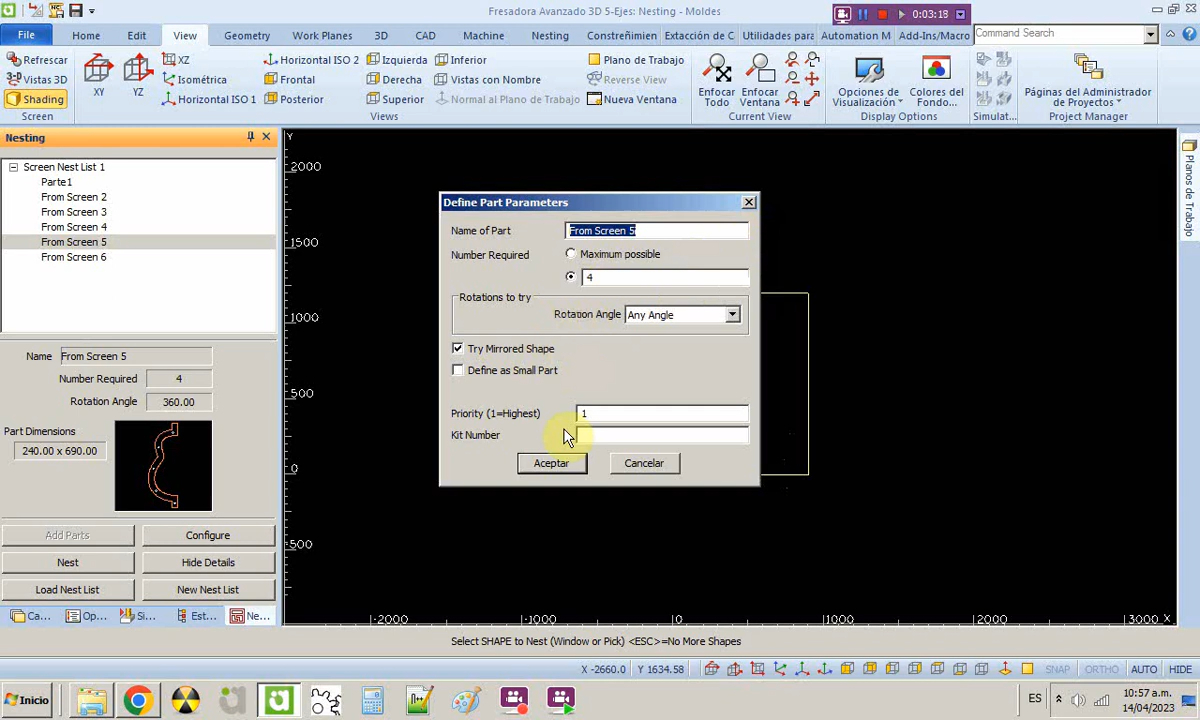 Fresadora Avanzado 3D 5-Ejes: Nesting - Moldes
0:03:18
File Home Edit View Geometry Work Planes 3D CAD Machine Nesting Constreñimien Extacción de C Utilidades para Automation M Add-Ins/Macro Command Search
Refrescar
Vistas 3D
Shading
XY
YZ
XZ
Isométrica
Horizontal ISO 1
Horizontal ISO 2
Frontal
Posterior
Izquierda
Derecha
Superior
Inferior
Vistas con Nombre
Normal al Plano de Trabajo
Plano de Trabajo
Reverse View
Nueva Ventana
Enfocar Todo
Enfocar Ventana
Opciones de Visualización
Colores del Fondo...
Simulat...
Páginas del Administrador de Proyectos
Screen Views Current View Display Options Project Manager
Nesting
Screen Nest List 1
Parte1
From Screen 2
From Screen 3
From Screen 4
From Screen 5
From Screen 6
Name From Screen 5
Number Required 4
Rotation Angle 360.00
Part Dimensions
240.00 x 690.00
Add Parts Configure
Nest Hide Details
Load Nest List New Nest List
Ca... Op... Si... Est... Ne...
Y
2000
1500
1000
500
0
-500
-2000 -1000 0 1000 2000 3000 X
Define Part Parameters
Name of Part From Screen 5
Number Required Maximum possible
4
Rotations to try
Rotation Angle Any Angle
Try Mirrored Shape
Define as Small Part
Priority (1=Highest) 1
Kit Number
Aceptar Cancelar
Planos de Trabajo
Select SHAPE to Nest (Window or Pick) <ESC>=No More Shapes
X -2660.0 Y 1634.58 SNAP ORTHO AUTO HIDE
Inicio ES 10:57 a.m.
14/04/2023